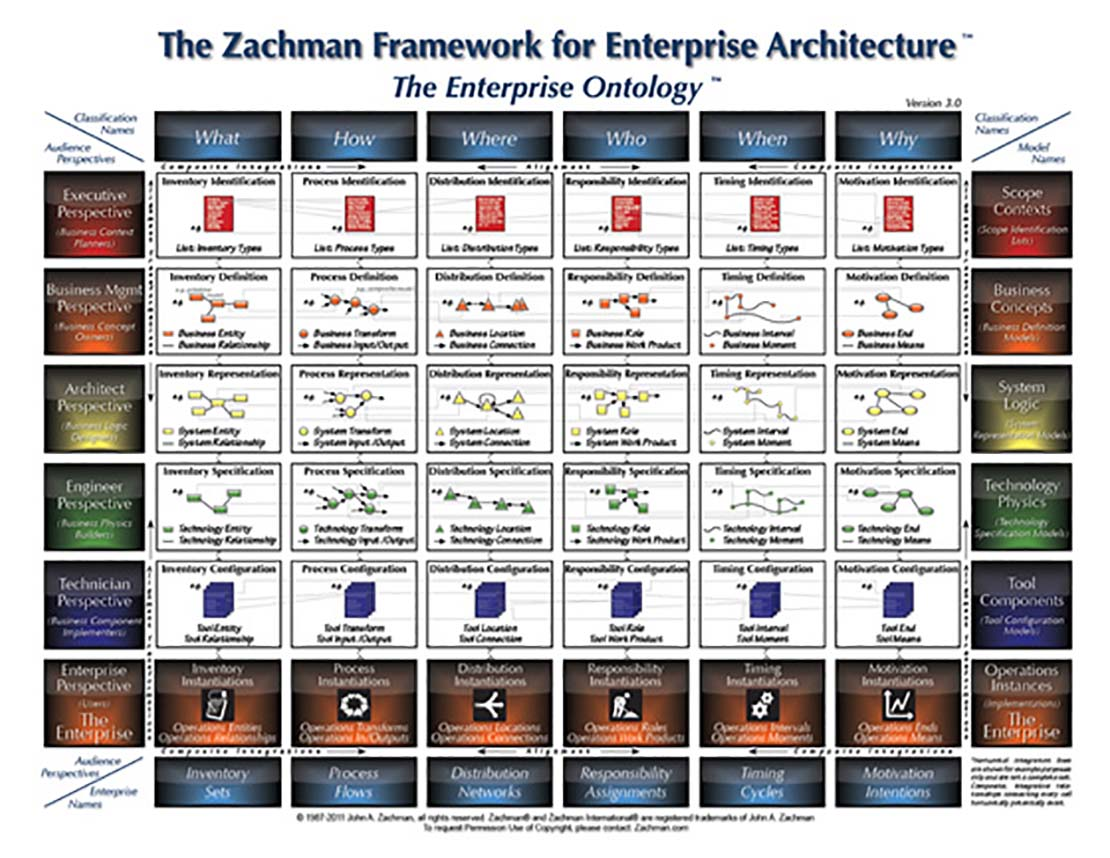 The Zachman Framework for Enterprise Architecture™
The Enterprise Ontology ™
Version 3.0
Classification
Names
Audience
Perspectives
What
How
Where
Who
When
Why
Classification
Names
Model
Names
Composite Integrations
Alignment
Composite Integrations
Executive
Perspective
(Business Context
Planners)
Inventory Identification
e.g.
List: Inventory Types
Process Identification
e.g.
List: Process Types
Distribution Identification
e.g.
List: Distribution Types
Responsibility Identification
e.g.
List: Responsibility Types
Timing Identification
e.g.
List: Timing Types
Motivation Identification
e.g.
List: Motivation Types
Scope
Contexts
(Scope Identification
Lists)
Business Mgmt
Perspective
(Business Concept
Owners)
Inventory Definition
e.g.
Business Entity
Business Relationship
Process Definition
e.g.
Business Transform
Business Input/Output
Distribution Definition
e.g.
Business Location
Business Connection
Responsibility Definition
e.g.
Business Role
Business Work Product
Timing Definition
e.g.
Business Interval
Business Moment
Motivation Definition
e.g.
Business End
Business Means
Business
Concepts
(Business Definition
Models)
Architect
Perspective
(Business Logic
Designers)
Inventory Representation
e.g.
System Entity
System Relationship
Process Representation
e.g.
System Transform
System Input /Output
Distribution Representation
e.g.
System Location
System Connection
Responsibility Representation
e.g.
System Role
System Work Product
Timing Representation
e.g.
System Interval
System Moment
Motivation Representation
e.g.
System End
System Means
System
Logic
(System
Representation Models)
Engineer
Perspective
(Business Physics
Builders)
Inventory Specification
e.g.
Technology Entity
Technology Relationship
Process Specification
e.g.
Technology Transform
Technology Input /Output
Distribution Specification
e.g.
Technology Location
Technology Connection
Responsibility Specification
e.g.
Technology Role
Technology Work Product
Timing Specification
e.g.
Technology Interval
Technology Moment
Motivation Specification
e.g.
Technology End
Technology Means
Technology
Physics
(Technology
Specification Models)
Technician
Perspective
(Business Component
Implementers)
Inventory Configuration
e.g.
Tool Entity
Tool Relationship
Process Configuration
e.g.
Tool Transform
Tool Input /Output
Distribution Configuration
e.g.
Tool Location
Tool Connection
Responsibility Configuration
e.g.
Tool Role
Tool Work Product
Timing Configuration
e.g.
Tool Interval
Tool Moment
Motivation Configuration
e.g.
Tool End
Tool Means
Tool
Components
(Tool Configuration
Models)
Enterprise
Perspective
(Users)
The
Enterprise
Inventory
Instantiations
Operations Entities
Operations Relationships
Process
Instantiations
Operations Transforms
Operations In/Outputs
Distribution
Instantiations
Operations Locations
Operations Connections
Responsibility
Instantiations
Operations Roles
Operations Work Products
Timing
Instantiations
Operations Intervals
Operations Moments
Motivation
Instantiations
Operations Ends
Operations Means
Operations
Instances
(Implementations)
The
Enterprise
Composite Integrations
Alignment
Composite Integrations
Audience
Perspectives
Enterprise
Names
Inventory
Sets
Process
Flows
Distribution
Networks
Responsibility
Assignments
Timing
Cycles
Motivation
Intentions
© 1987-2011 John A. Zachman, all rights reserved. Zachman® and Zachman International® are registered trademarks of John A. Zachman
To request Permission Use of Copyright, please contact: Zachman.com